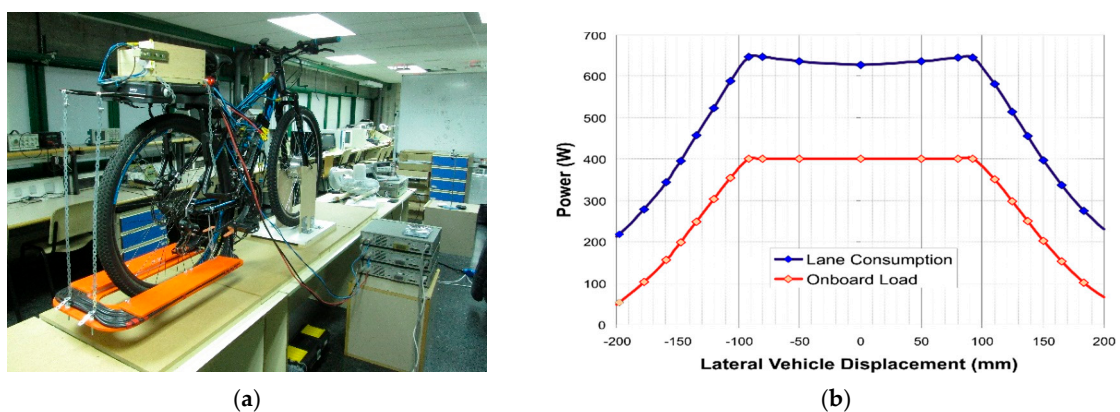 700
600
500
400
300
200
100
0
Power (W)
Lane Consumption
Onboard Load
-200 -150 -100 -50 0 50 100 150 200
Lateral Vehicle Displacement (mm)
(a) (b)